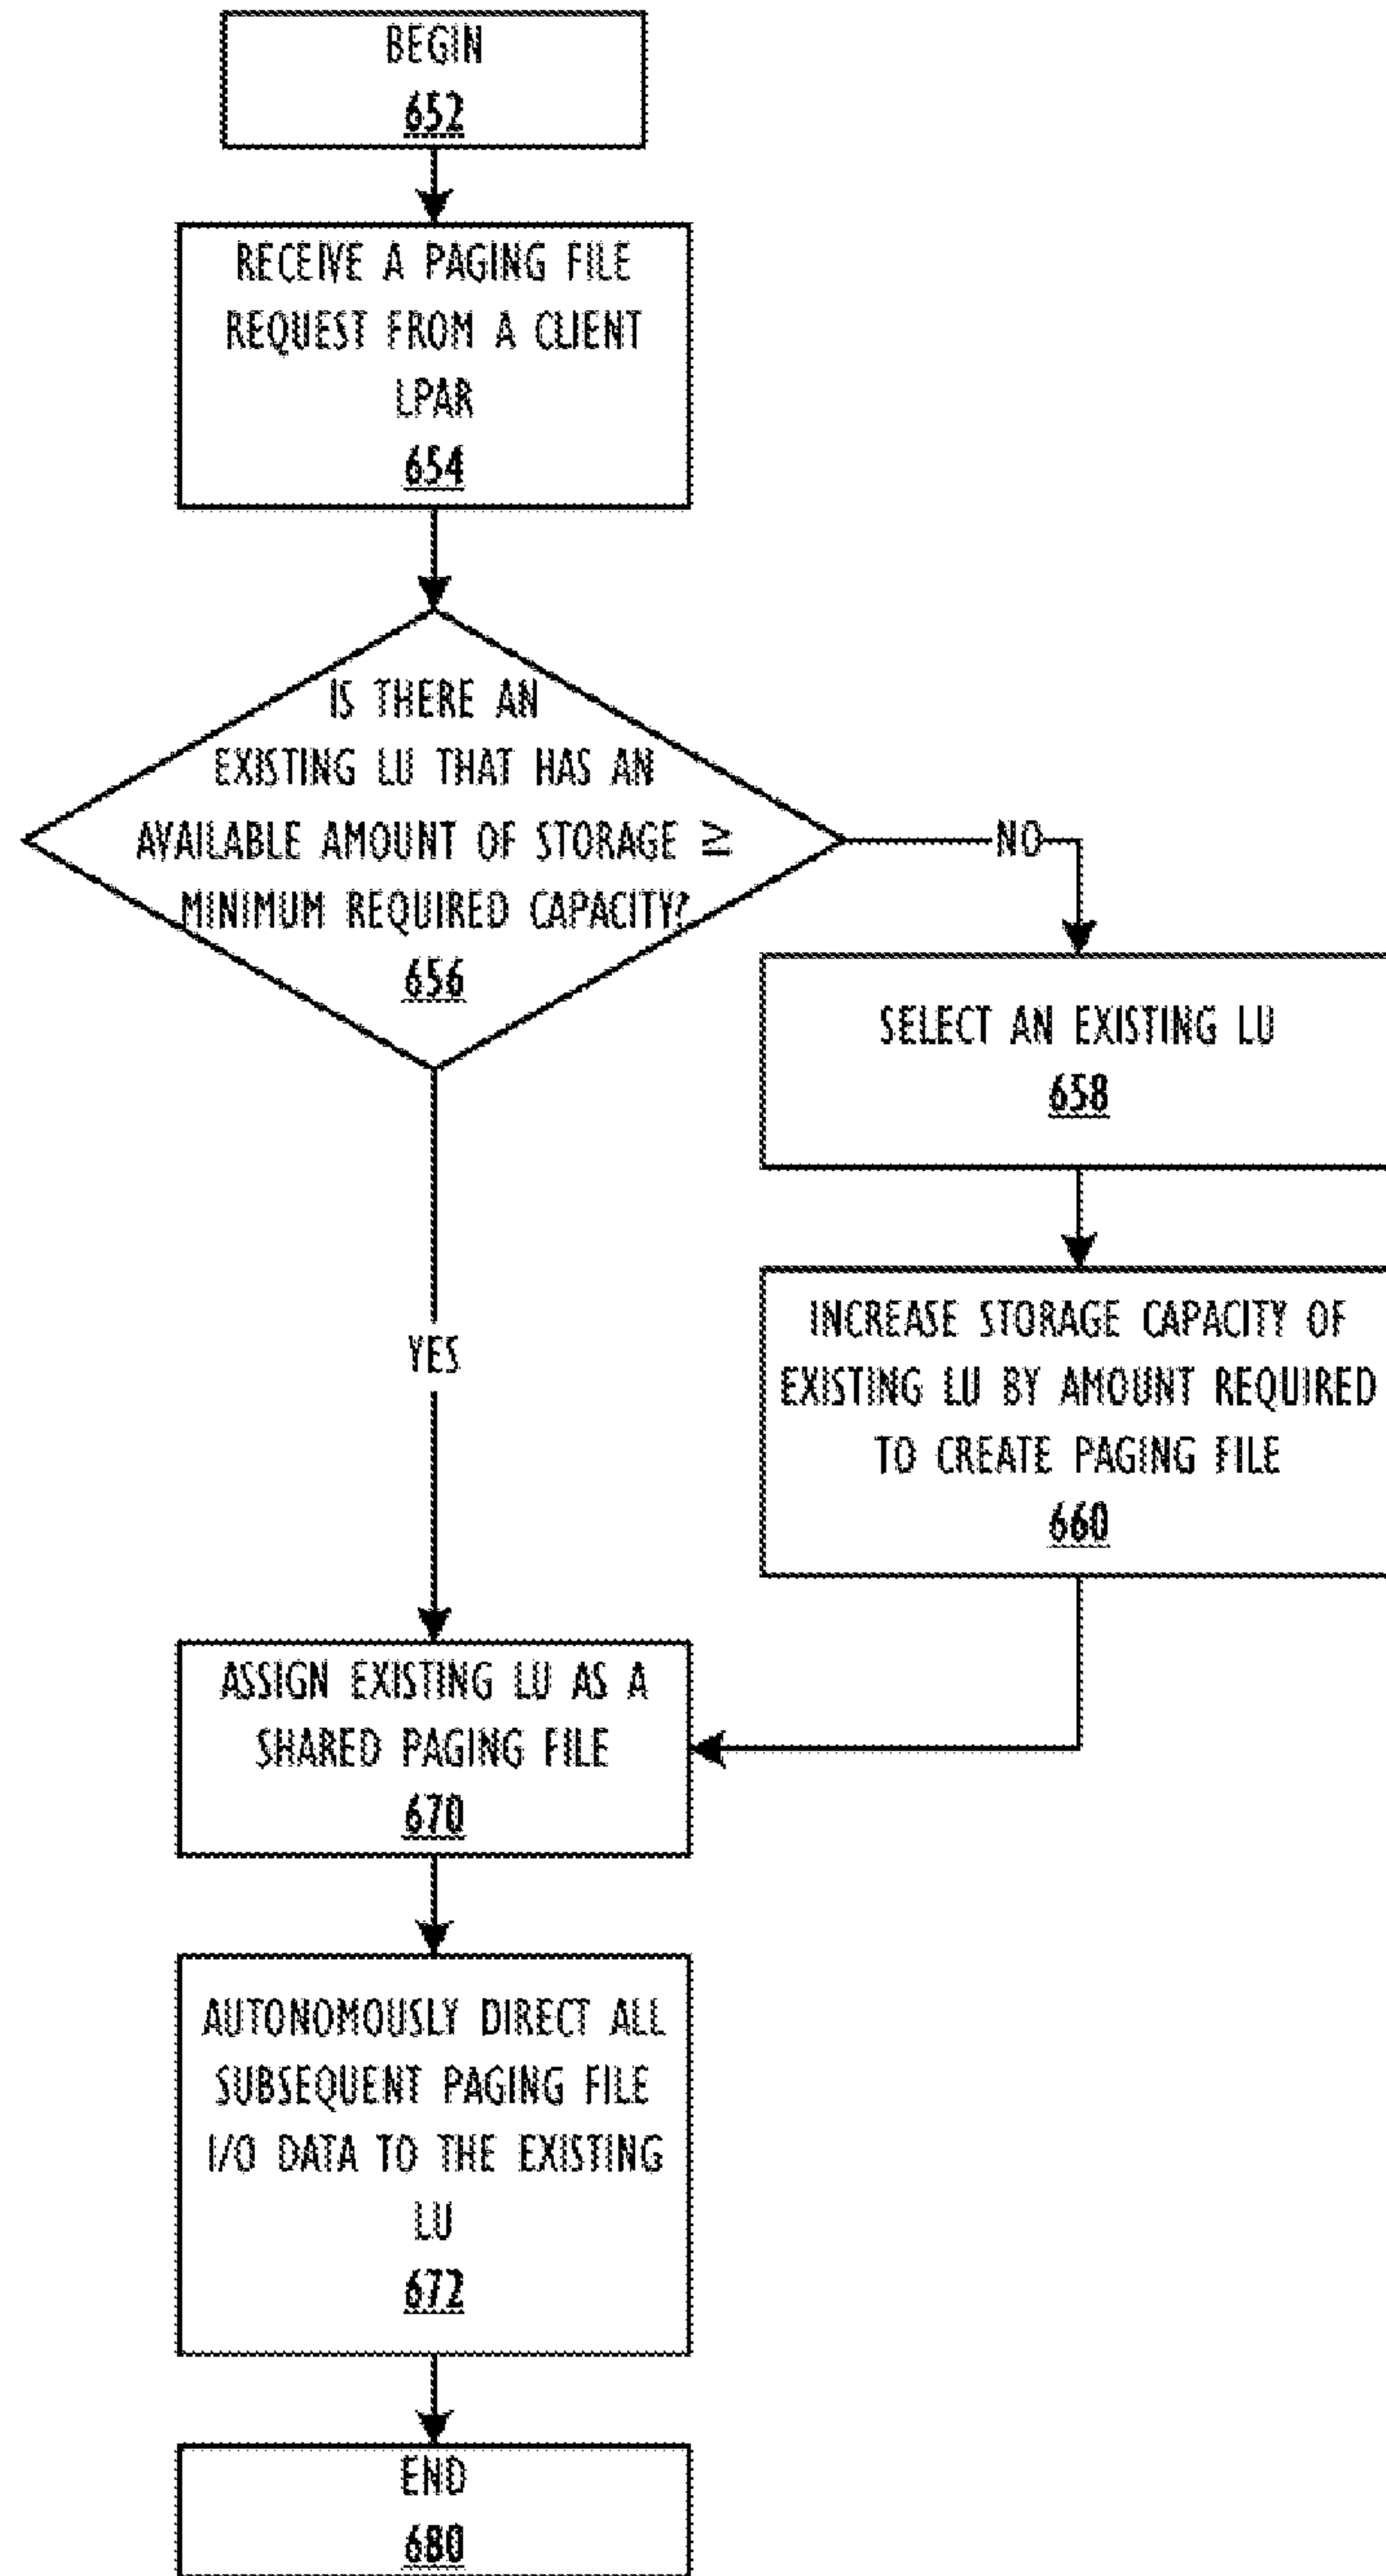 BEGIN
652
RECEIVE A PAGING FILE
REQUEST FROM A CLIENT
LPAR
654
IS THERE AN
EXISTING LU THAT HAS AN
AVAILABLE AMOUNT OF STORAGE ≥
MINIMUM REQUIRED CAPACITY?
656
NO
SELECT AN EXISTING LU
658
INCREASE STORAGE CAPACITY OF
EXISTING LU BY AMOUNT REQUIRED
TO CREATE PAGING FILE
660
YES
ASSIGN EXISTING LU AS A
SHARED PAGING FILE
670
AUTONOMOUSLY DIRECT ALL
SUBSEQUENT PAGING FILE
I/O DATA TO THE EXISTING
LU
672
END
680